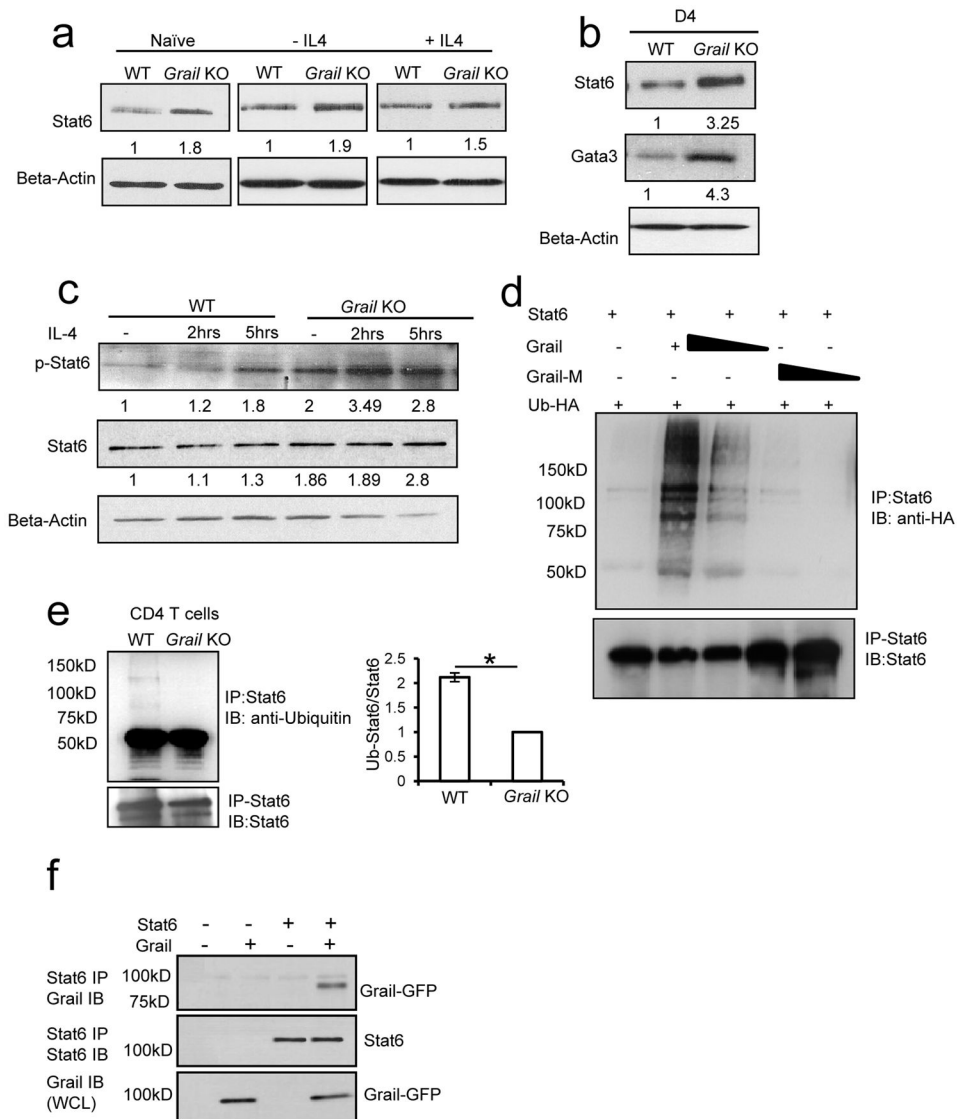 a
Naïve - IL4 + IL4
WT Grail KO WT Grail KO WT Grail KO
Stat6
1 1.8 1 1.9 1 1.5
Beta-Actin
b
D4
WT Grail KO
Stat6
1 3.25
Gata3
1 4.3
Beta-Actin
c
WT Grail KO
IL-4 - 2hrs 5hrs - 2hrs 5hrs
p-Stat6
1 1.2 1.8 2 3.49 2.8
Stat6
1 1.1 1.3 1.86 1.89 2.8
Beta-Actin
d
Stat6 + + + + +
Grail - + - -
Grail-M - - -
Ub-HA + + + + +
150kD
100kD
75kD
50kD
IP:Stat6
IB: anti-HA
IP-Stat6
IB:Stat6
e
CD4 T cells
WT Grail KO
150kD
100kD
75kD
50kD
IP:Stat6
IB: anti-Ubiquitin
IP-Stat6
IB:Stat6
Ub-Stat6/Stat6
2.5
2
1.5
1
0.5
0
*
WT Grail KO
f
Stat6 - - + +
Grail - + - +
Stat6 IP 100kD
Grail IB 75kD
Grail-GFP
Stat6 IP
Stat6 IB 100kD
Stat6
Grail IB
(WCL) 100kD
Grail-GFP